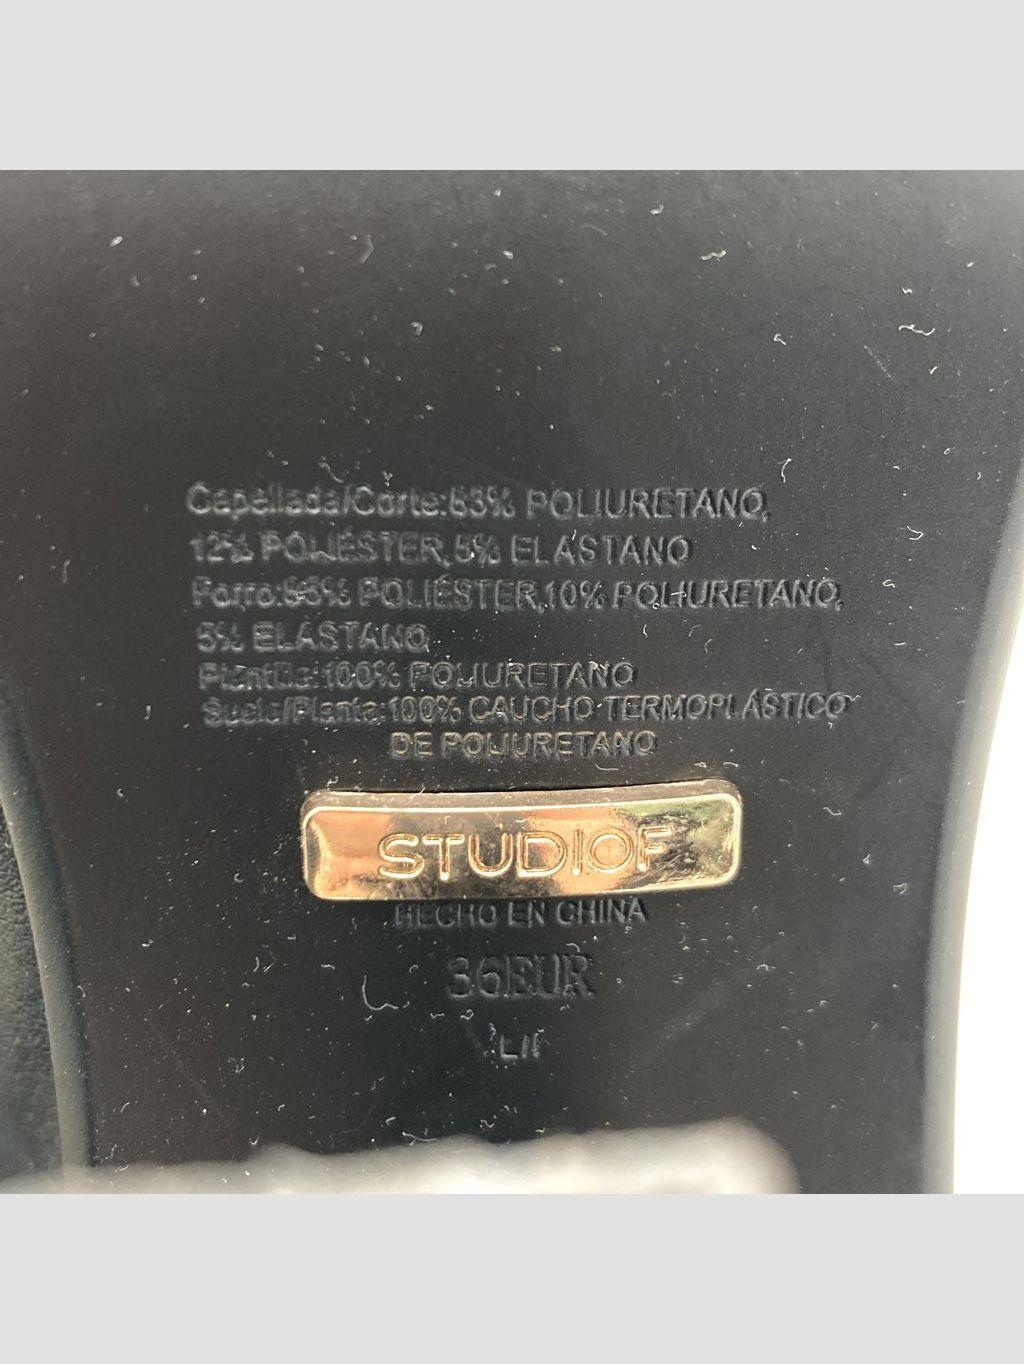 Capellada/Corte:83% POLIURETANO,
12% POLIÉSTER,5% ELASTANO
Forro:85% POLIÉSTER,10% POLIURETANO,
5% ELASTANO
Plantilla:100% POLIURETANO
Suela/Planta:100% CAUCHO TERMOPLÁSTICO
DE POLIURETANO
STUDIOF
HECHO EN CHINA
36EUR
L/I